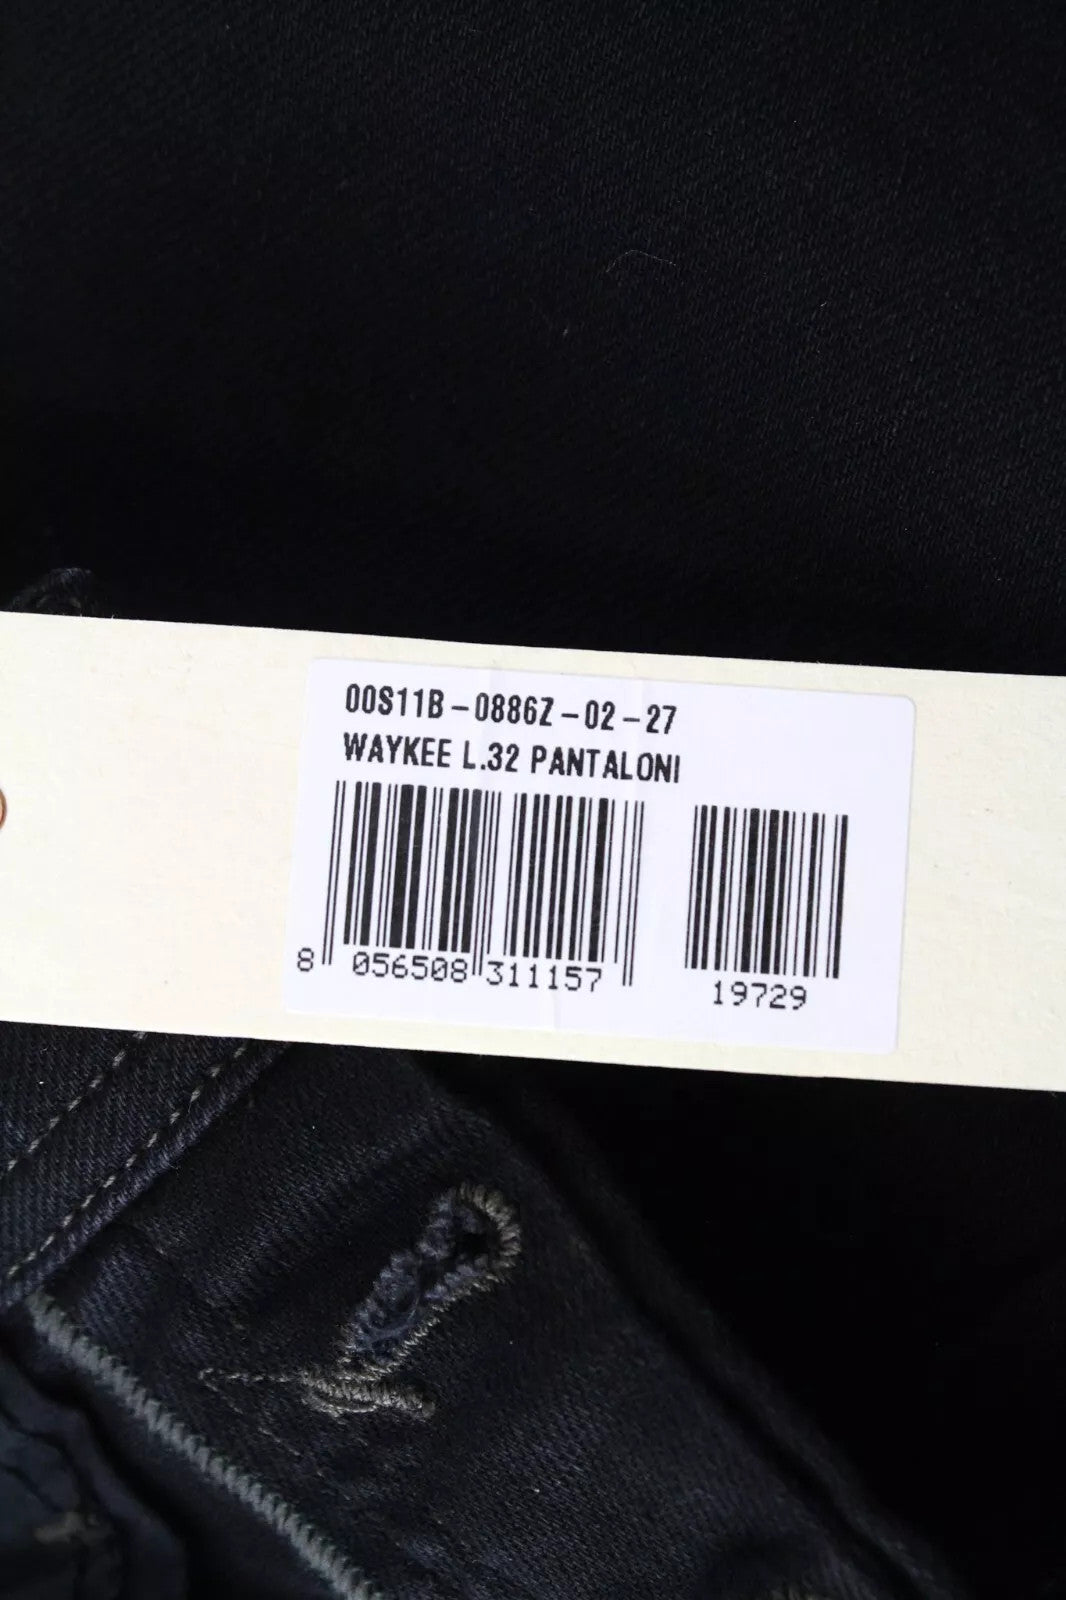 00S11B-0886Z-02-27
WAYKEE L.32 PANTALONI
8 056508 311157
19729